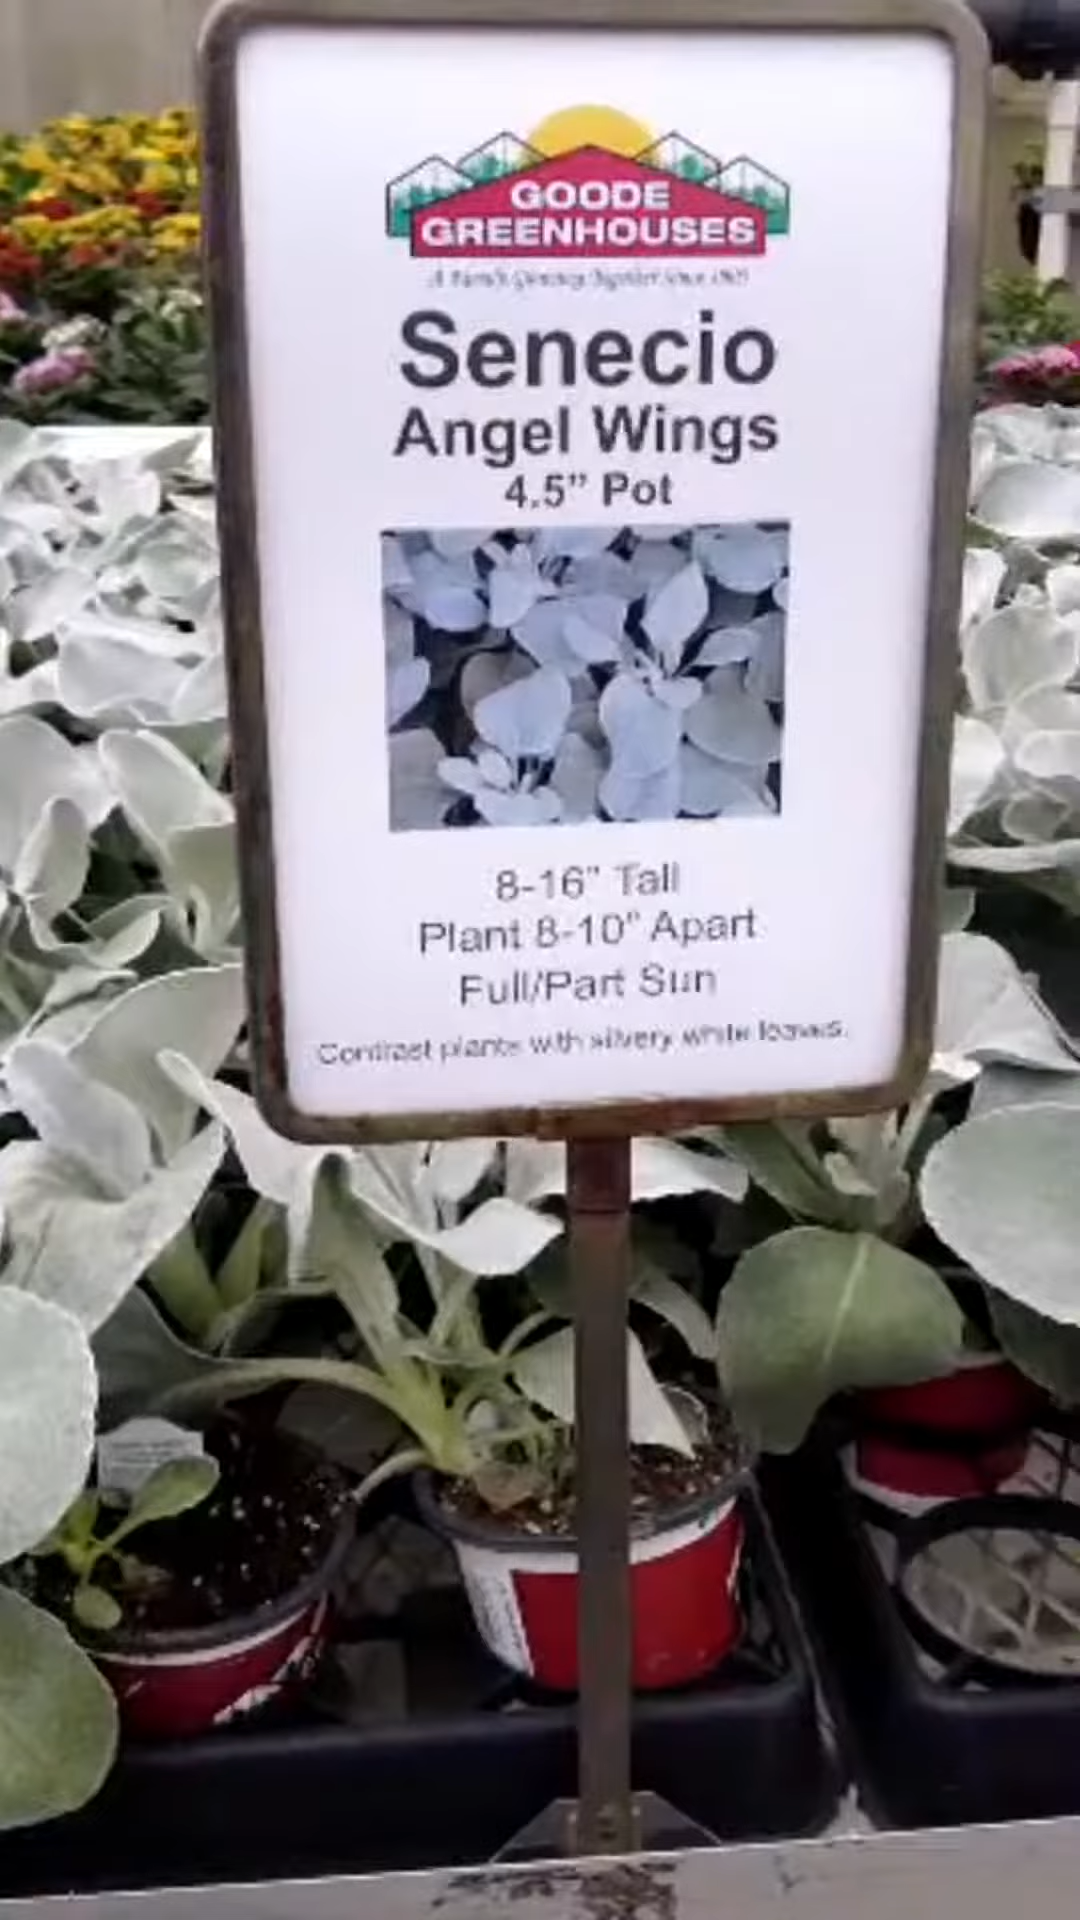 GOODE
GREENHOUSES
Senecio
Angel Wings
4.5” Pot
8-16” Tall
Plant 8-10” Apart
Full/Part Sun
Contrast plants with silvery white leaves.